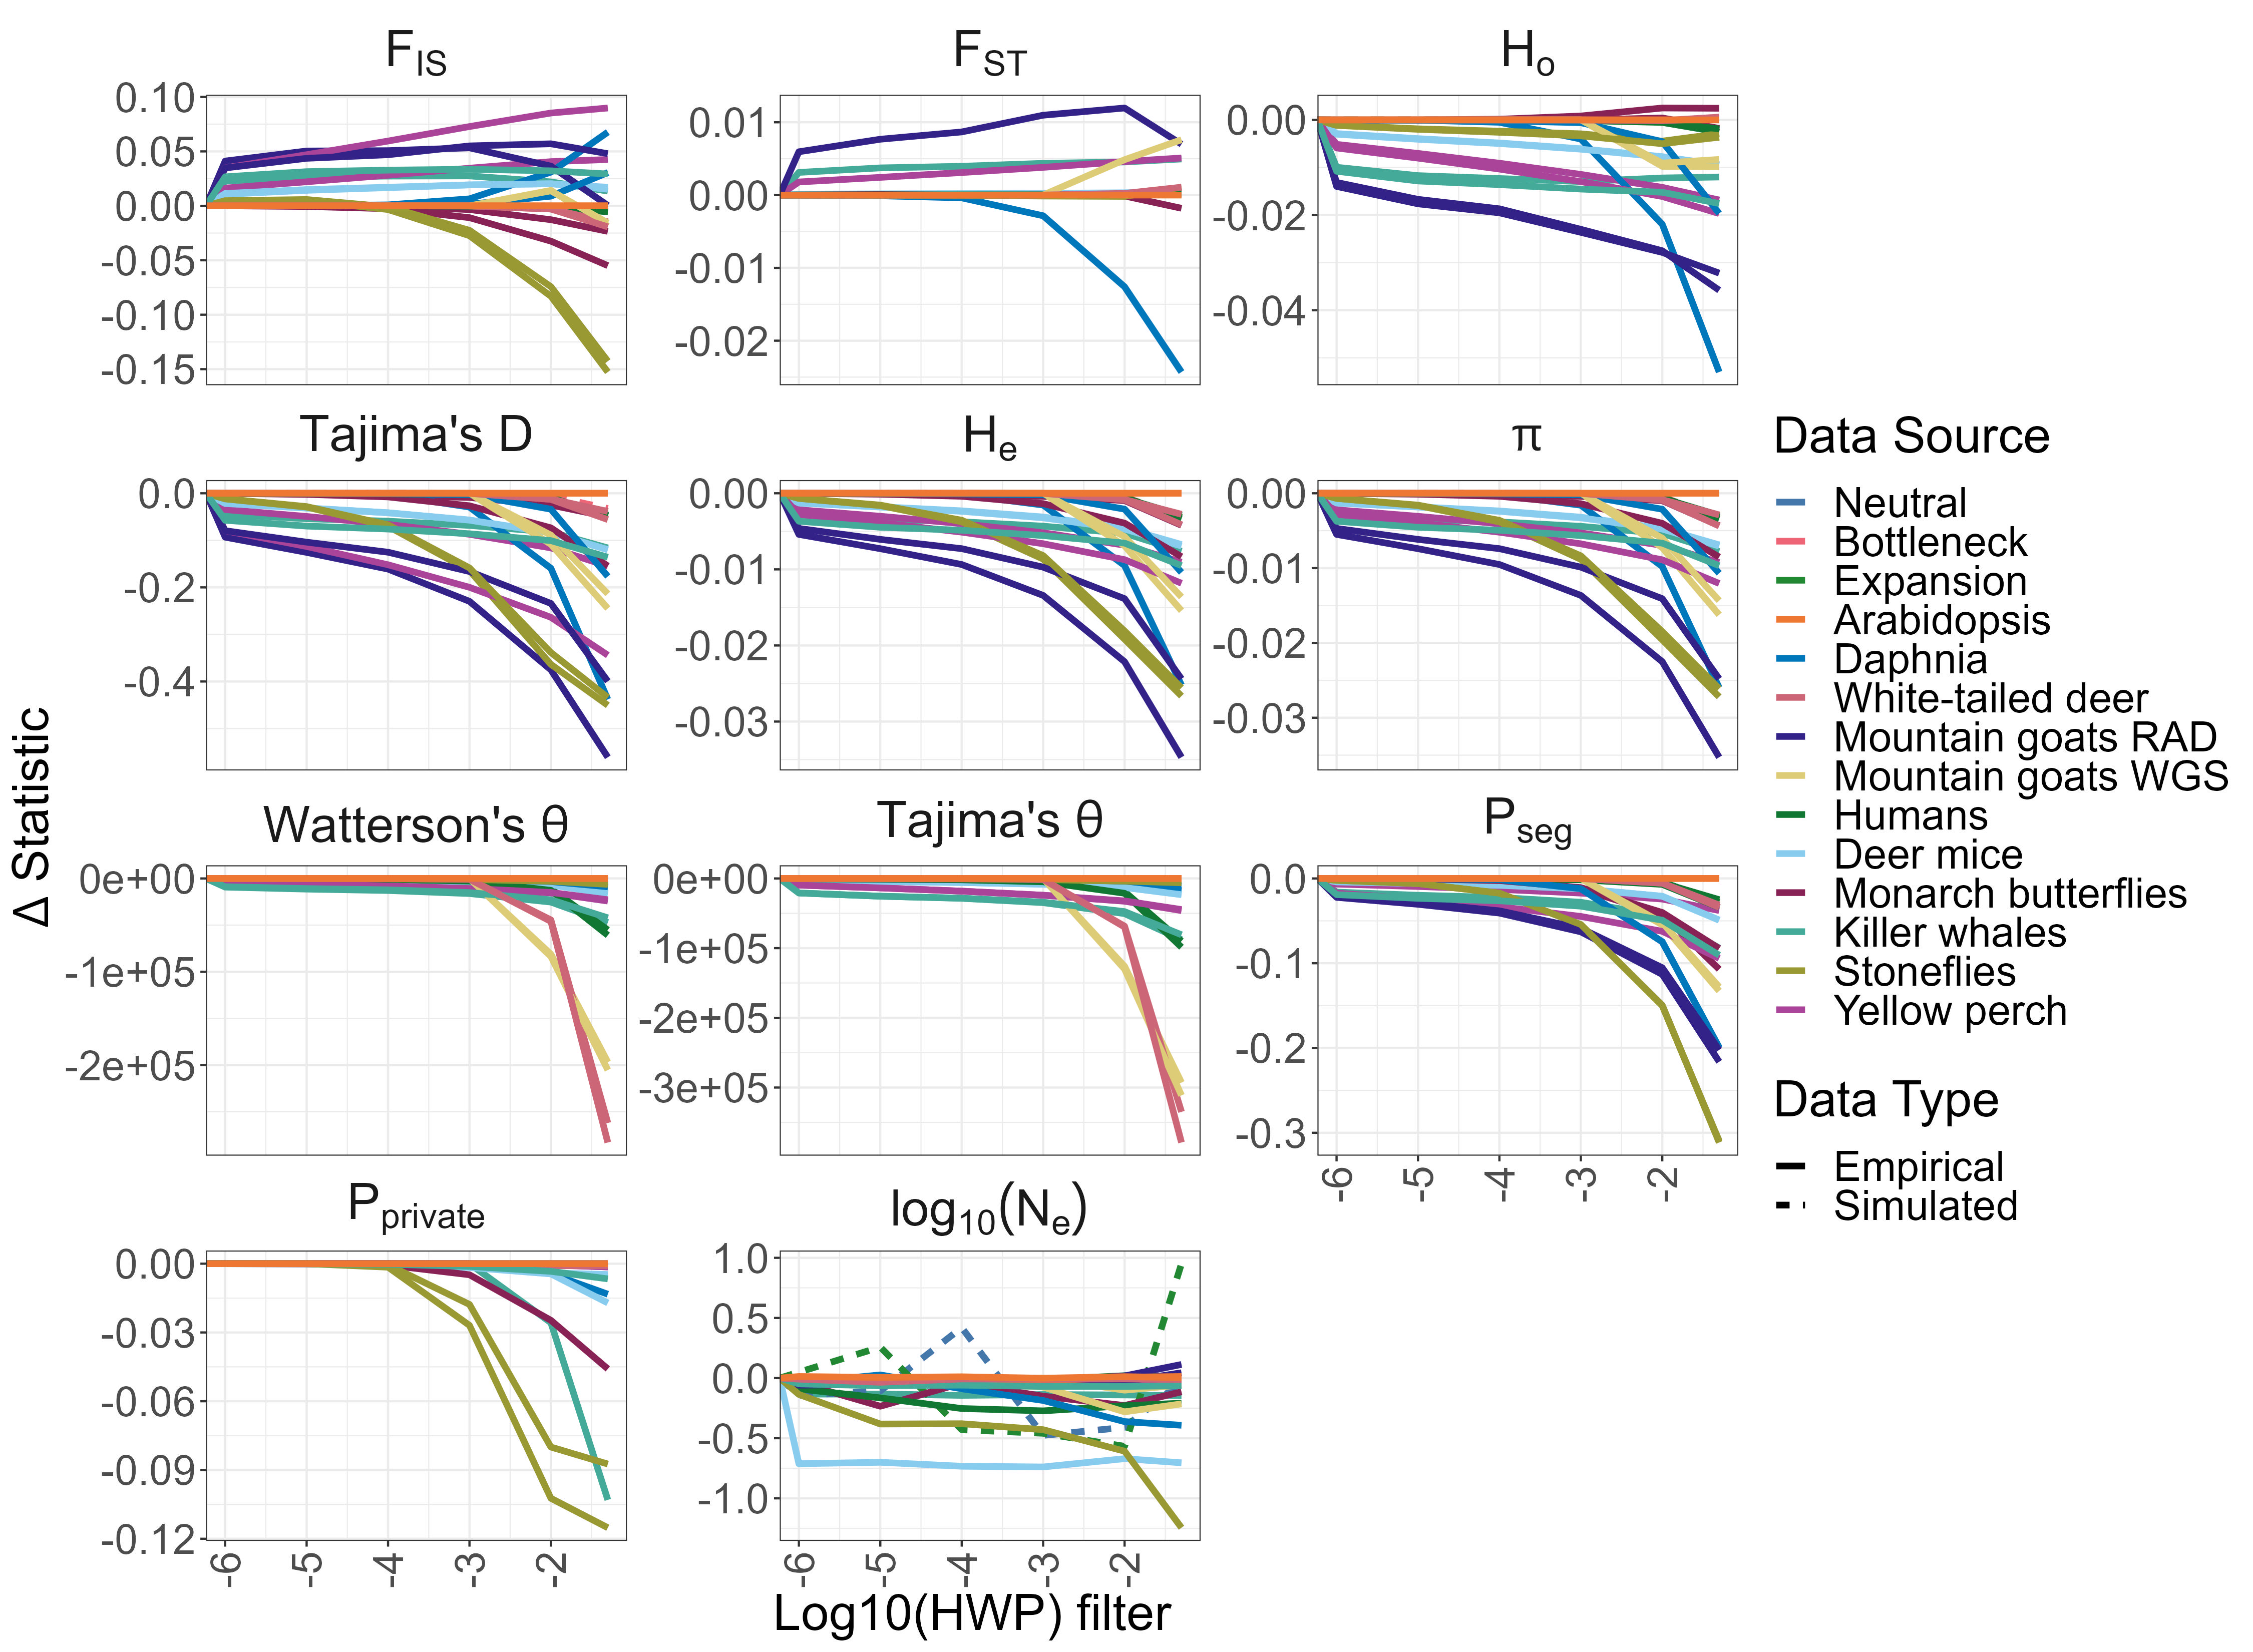 F_IS
F_ST
H_o
0.10
0.05
0.00
-0.05
-0.10
-0.15
0.01
0.00
-0.01
-0.02
0.00
-0.02
-0.04
Tajima's D
H_e
π
0.0
-0.2
-0.4
0.00
-0.01
-0.02
-0.03
0.00
-0.01
-0.02
-0.03
Δ Statistic
Watterson's θ
Tajima's θ
P_seg
0e+00
-1e+05
-2e+05
0e+00
-1e+05
-2e+05
-3e+05
0.0
-0.1
-0.2
-0.3
-6 -5 -4 -3 -2
P_private
log₁₀(N_e)
0.00
-0.03
-0.06
-0.09
-0.12
1.0
0.5
0.0
-0.5
-1.0
-6 -5 -4 -3 -2
-6 -5 -4 -3 -2
Log10(HWP) filter
Data Source
Neutral
Bottleneck
Expansion
Arabidopsis
Daphnia
White-tailed deer
Mountain goats RAD
Mountain goats WGS
Humans
Deer mice
Monarch butterflies
Killer whales
Stoneflies
Yellow perch
Data Type
Empirical
Simulated